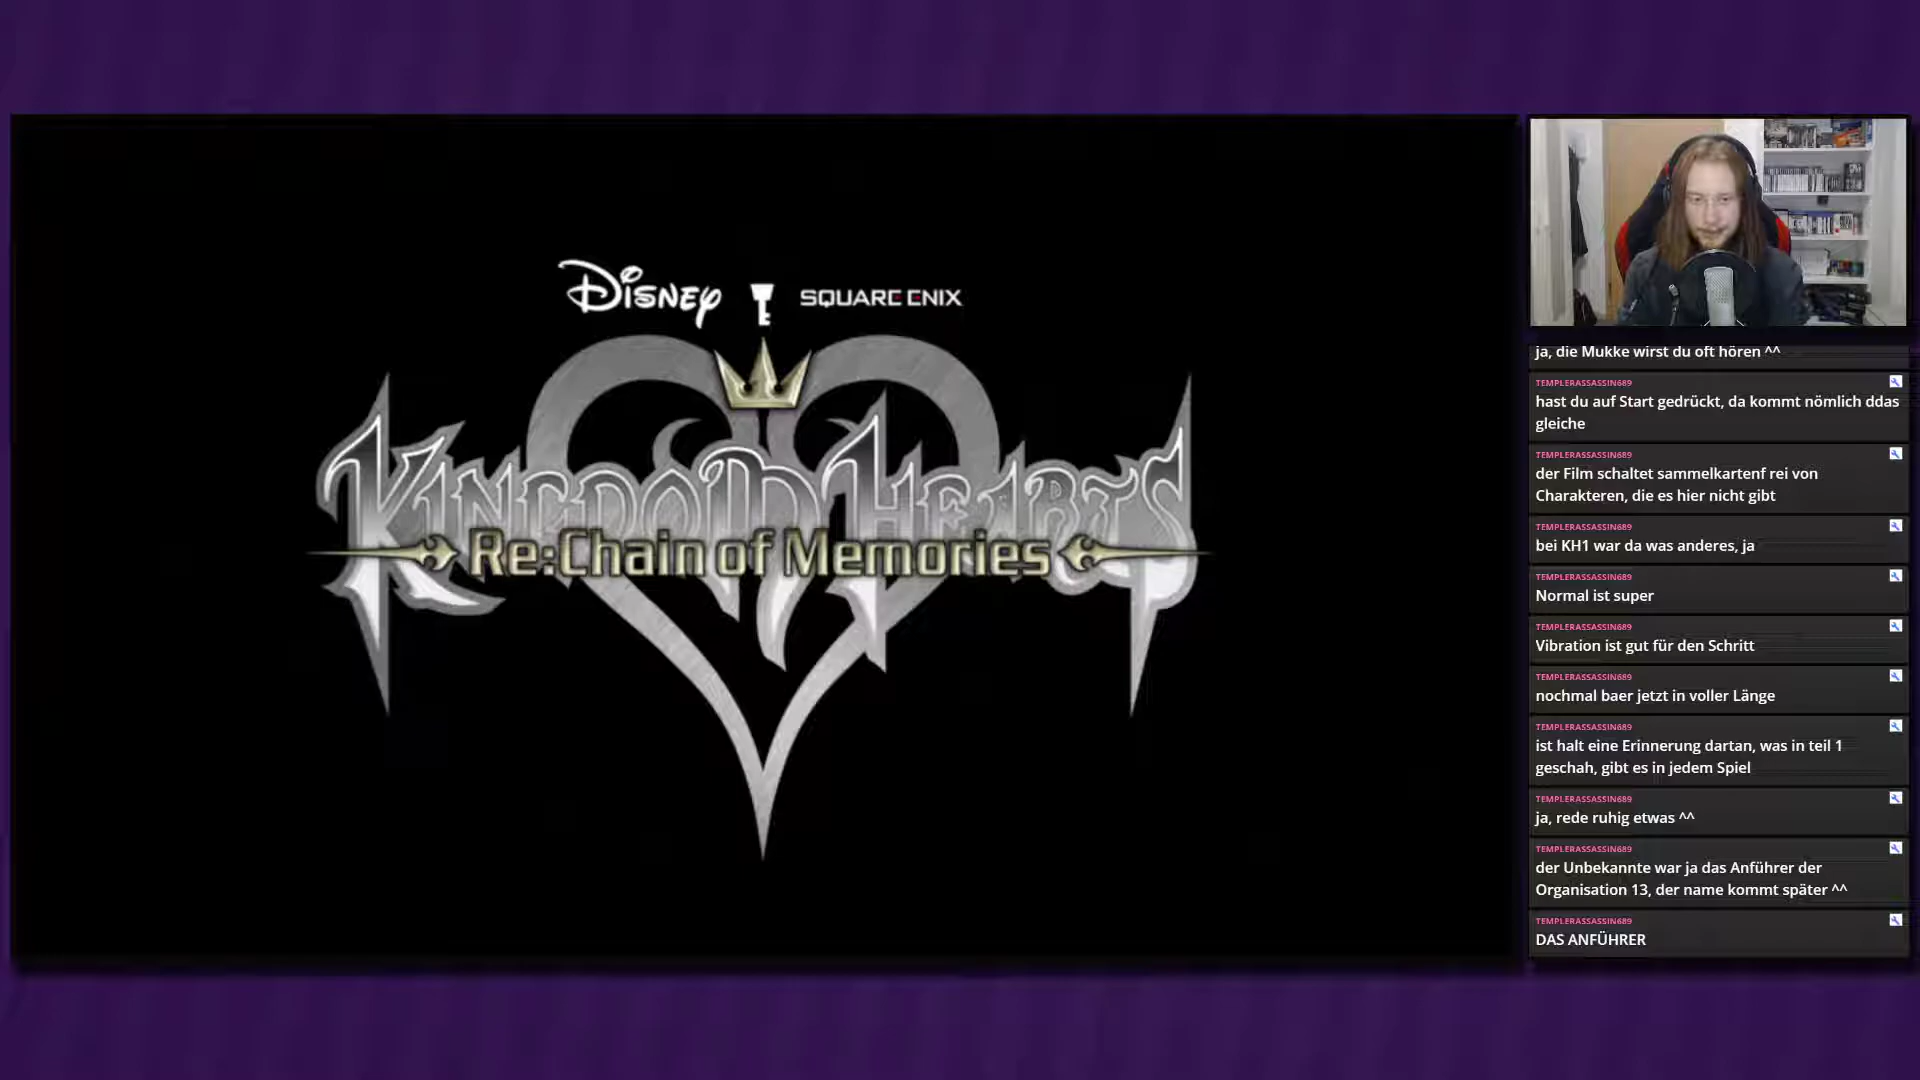 Disney
SQUARE ENIX
KINGDOM HEARTS
Re:Chain of Memories
ja, die Mukke wirst du oft hören ^^
TEMPLERASSASSIN689
hast du auf Start gedrückt, da kommt nömlich ddas
gleiche
TEMPLERASSASSIN689
der Film schaltet sammelkartenf rei von
Charakteren, die es hier nicht gibt
TEMPLERASSASSIN689
bei KH1 war da was anderes, ja
TEMPLERASSASSIN689
Normal ist super
TEMPLERASSASSIN689
Vibration ist gut für den Schritt
TEMPLERASSASSIN689
nochmal baer jetzt in voller Länge
TEMPLERASSASSIN689
ist halt eine Erinnerung dartan, was in teil 1
geschah, gibt es in jedem Spiel
TEMPLERASSASSIN689
ja, rede ruhig etwas ^^
TEMPLERASSASSIN689
der Unbekannte war ja das Anführer der
Organisation 13, der name kommt später ^^
TEMPLERASSASSIN689
DAS ANFÜHRER